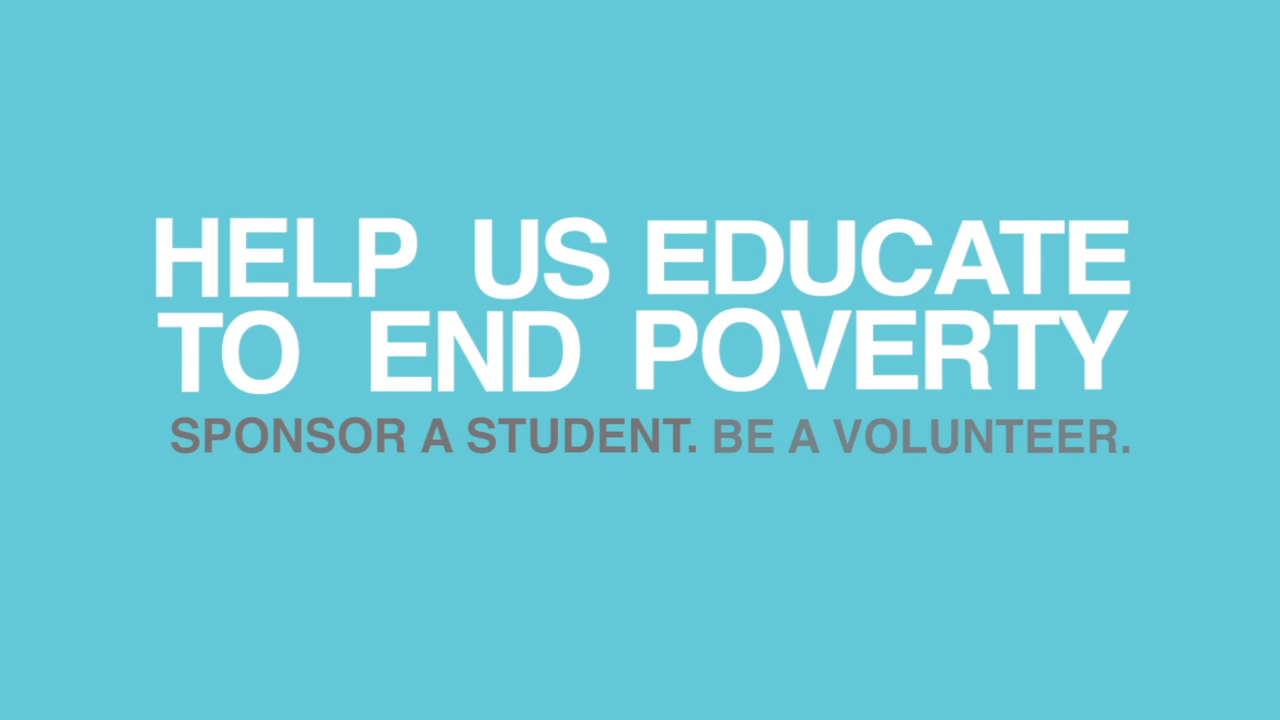 HELP US EDUCATE
TO END POVERTY
SPONSOR A STUDENT. BE A VOLUNTEER.